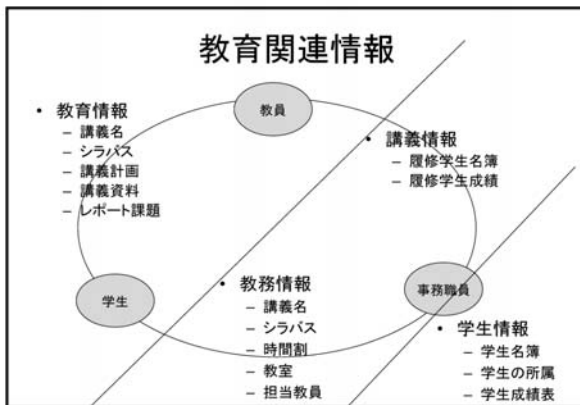 教育関連情報
教員
• 教育情報
– 講義名
– シラバス
– 講義計画
– 講義資料
– レポート課題
• 講義情報
– 履修学生名簿
– 履修学生成績
学生
事務職員
• 教務情報
– 講義名
– シラバス
– 時間割
– 教室
– 担当教員
• 学生情報
– 学生名簿
– 学生の所属
– 学生成績表